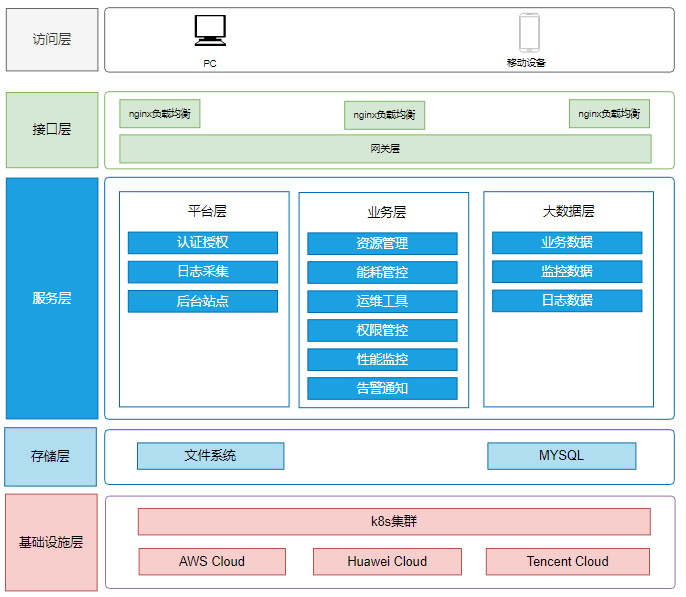 访问层
PC
移动设备
接口层
nginx负载均衡
nginx负载均衡
nginx负载均衡
网关层
服务层
平台层
认证授权
日志采集
后台站点
业务层
资源管理
能耗管控
运维工具
权限管控
性能监控
告警通知
大数据层
业务数据
监控数据
日志数据
存储层
文件系统
MYSQL
基础设施层
k8s集群
AWS Cloud
Huawei Cloud
Tencent Cloud